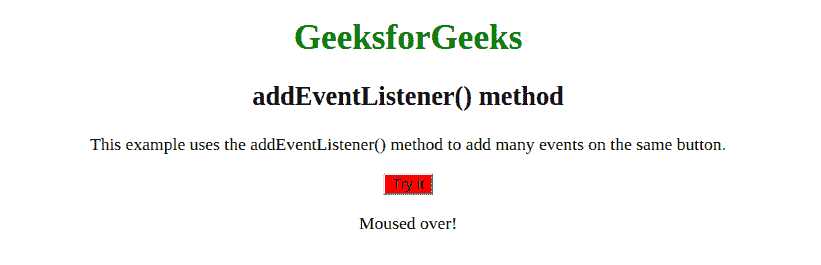 GeeksforGeeks
addEventListener() method
This example uses the addEventListener() method to add many events on the same button.
Try it
Moused over!